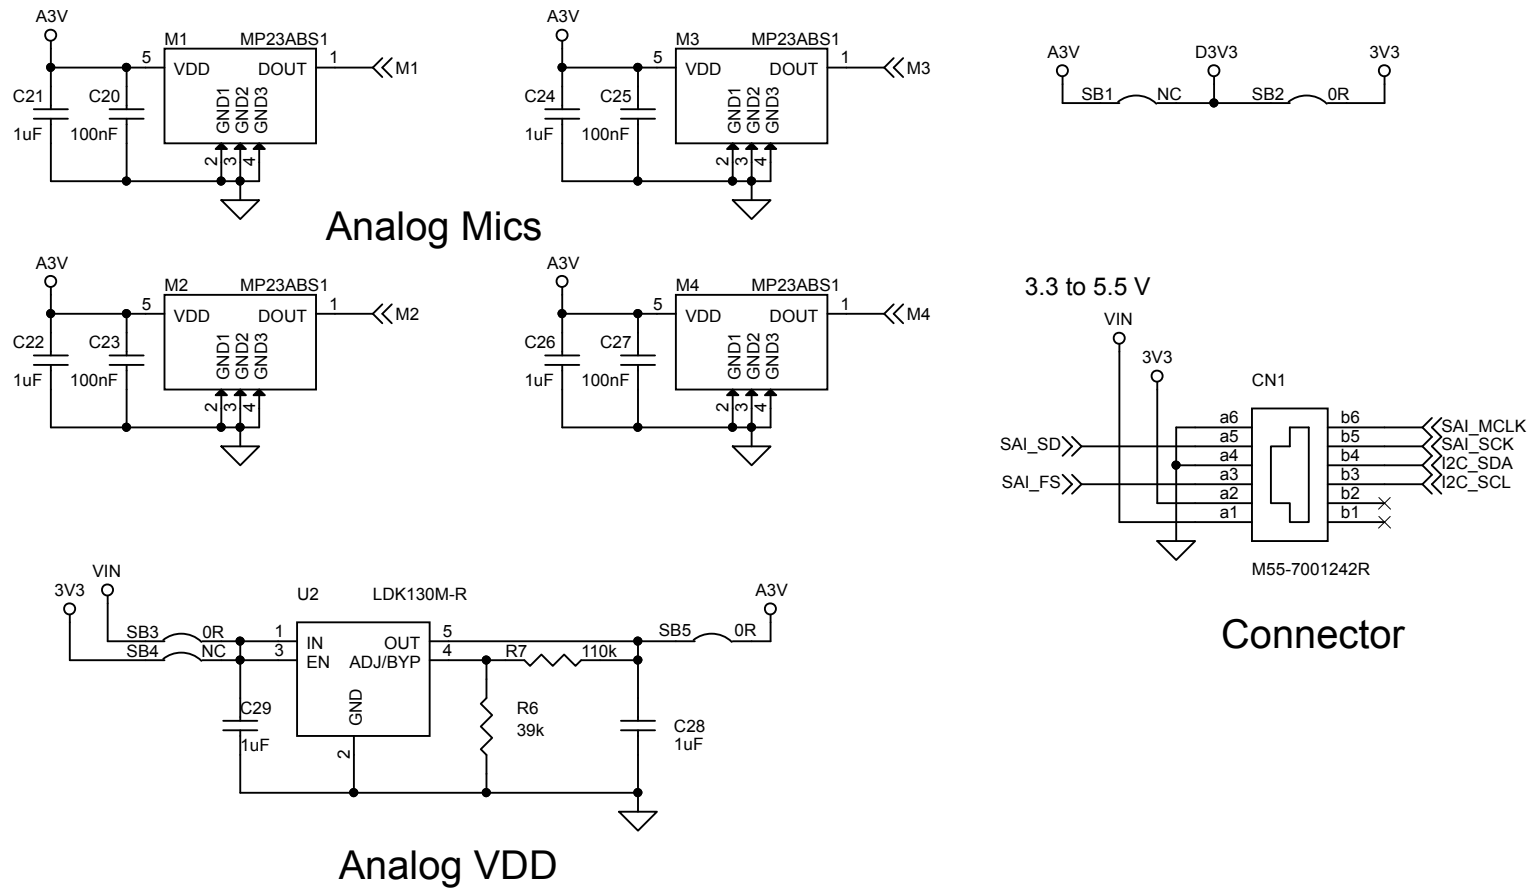 A3V
M1 MP23ABS1
5 VDD DOUT 1 M1
C21 C20
1uF 100nF
GND1 GND2 GND3
2 3 4
A3V
M3 MP23ABS1
5 VDD DOUT 1 M3
C24 C25
1uF 100nF
GND1 GND2 GND3
2 3 4
A3V D3V3 3V3
SB1 NC SB2 0R
Analog Mics
A3V
M2 MP23ABS1
5 VDD DOUT 1 M2
C22 C23
1uF 100nF
GND1 GND2 GND3
2 3 4
A3V
M4 MP23ABS1
5 VDD DOUT 1 M4
C26 C27
1uF 100nF
GND1 GND2 GND3
2 3 4
3.3 to 5.5 V
VIN
3V3
CN1
a6 b6 SAI_MCLK
SAI_SD a5 b5 SAI_SCK
a4 b4 I2C_SDA
SAI_FS a3 b3 I2C_SCL
a2 b2
a1 b1
M55-7001242R
Connector
VIN
3V3
U2 LDK130M-R
A3V
SB3 0R 1 IN OUT 5 SB5 0R
SB4 NC 3 EN ADJ/BYP 4 R7 110k
GND
2
C29
1uF
R6
39k
C28
1uF
Analog VDD